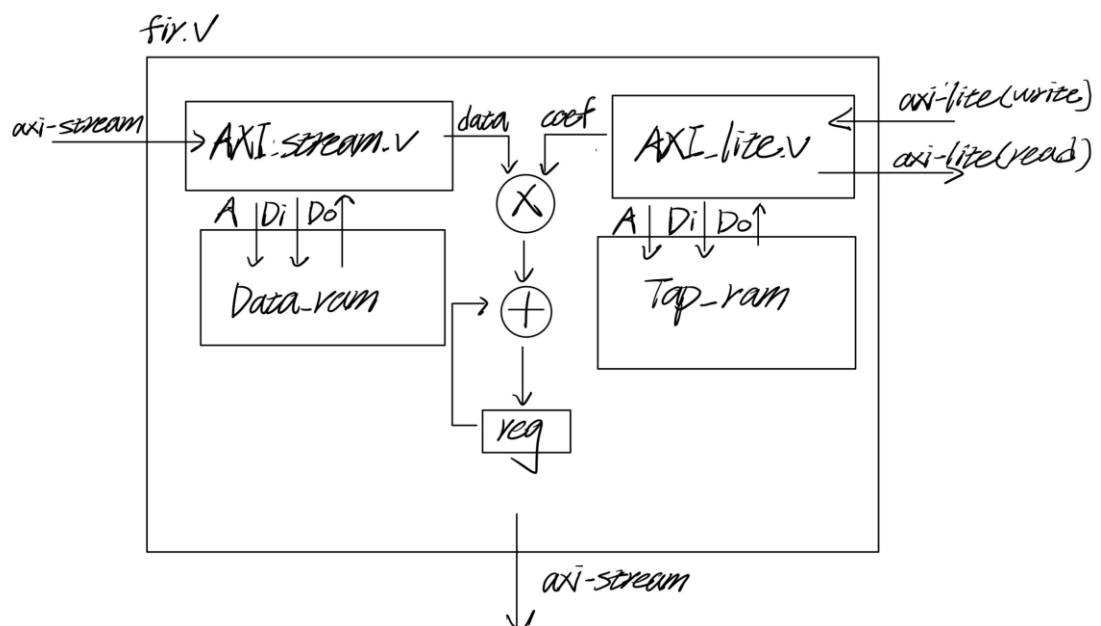 fir.v
axi-stream
AXI_stream.v
data
coef
AXI_lite.v
axi-lite(write)
axi-lite(read)
A Di Do
X
A Di Do
Data_ram
+
Tap_ram
reg
axi-stream